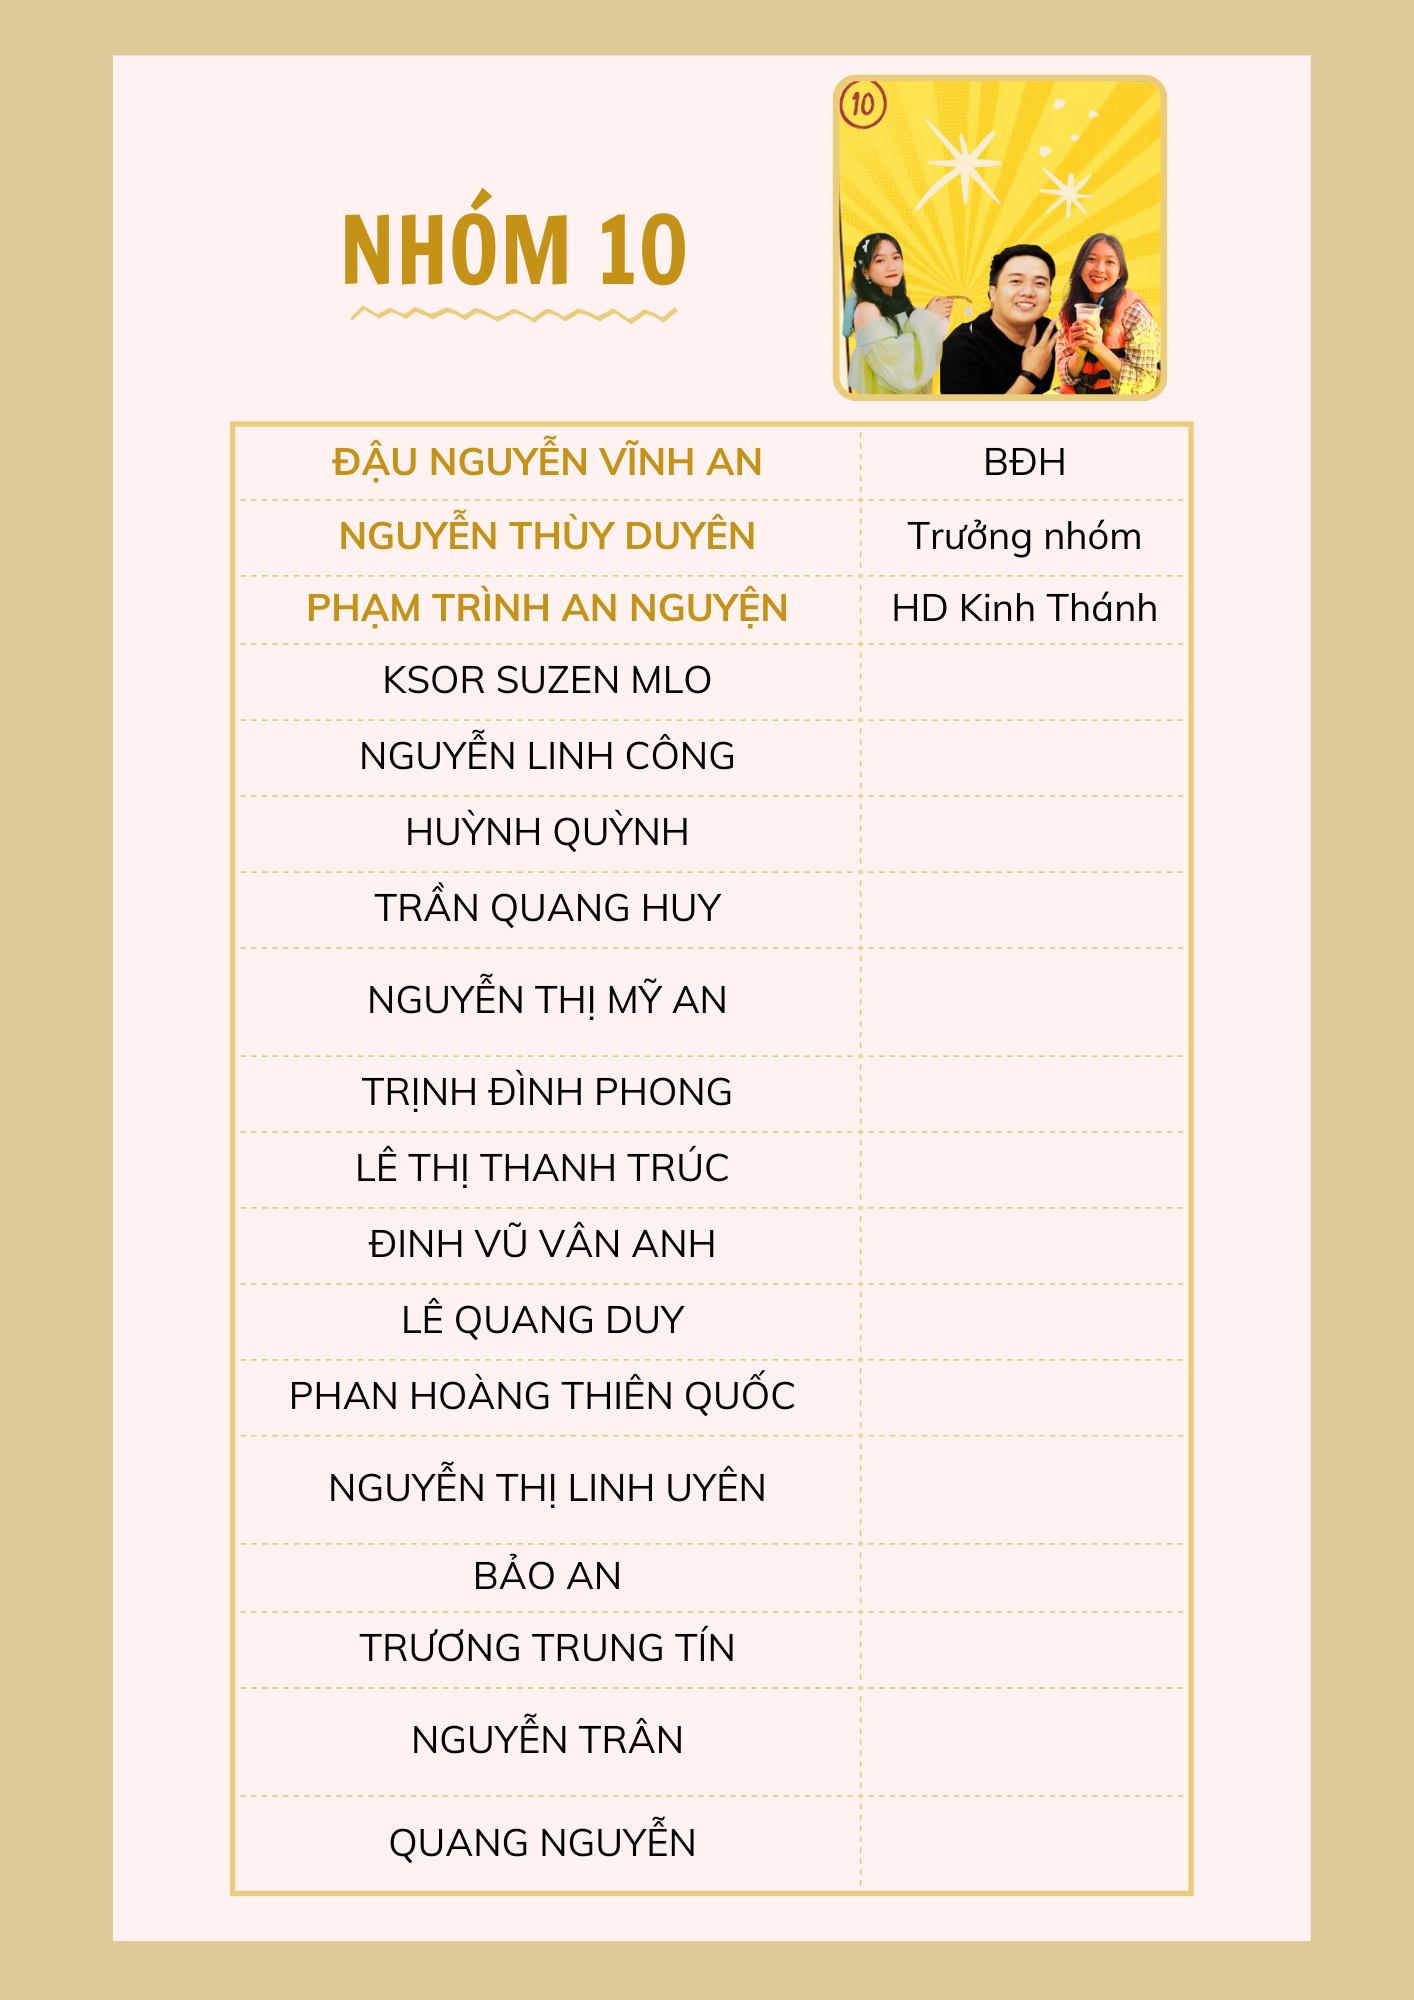 10
NHÓM 10
ĐẬU NGUYỄN VĨNH AN BĐH
NGUYỄN THÙY DUYÊN Trưởng nhóm
PHẠM TRÌNH AN NGUYỆN HD Kinh Thánh
KSOR SUZEN MLO
NGUYỄN LINH CÔNG
HUỲNH QUỲNH
TRẦN QUANG HUY
NGUYỄN THỊ MỸ AN
TRỊNH ĐÌNH PHONG
LÊ THỊ THANH TRÚC
ĐINH VŨ VÂN ANH
LÊ QUANG DUY
PHAN HOÀNG THIÊN QUỐC
NGUYỄN THỊ LINH UYÊN
BẢO AN
TRƯƠNG TRUNG TÍN
NGUYỄN TRÂN
QUANG NGUYỄN